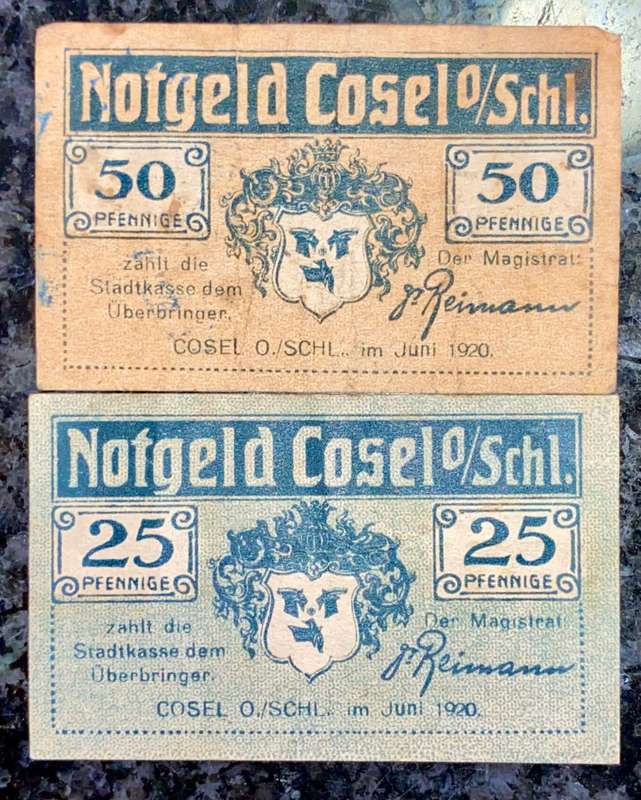 Notgeld Cosel O/Schl.
50 PFENNIGE
50 PFENNIGE
zahlt die
Stadtkasse dem
Überbringer.
Der Magistrat:
Dr Reimann
COSEL O./SCHL., im Juni 1920.
Notgeld Cosel O/Schl.
25 PFENNIGE
25 PFENNIGE
zahlt die
Stadtkasse dem
Überbringer.
Der Magistrat:
Dr Reimann
COSEL O./SCHL., im Juni 1920.